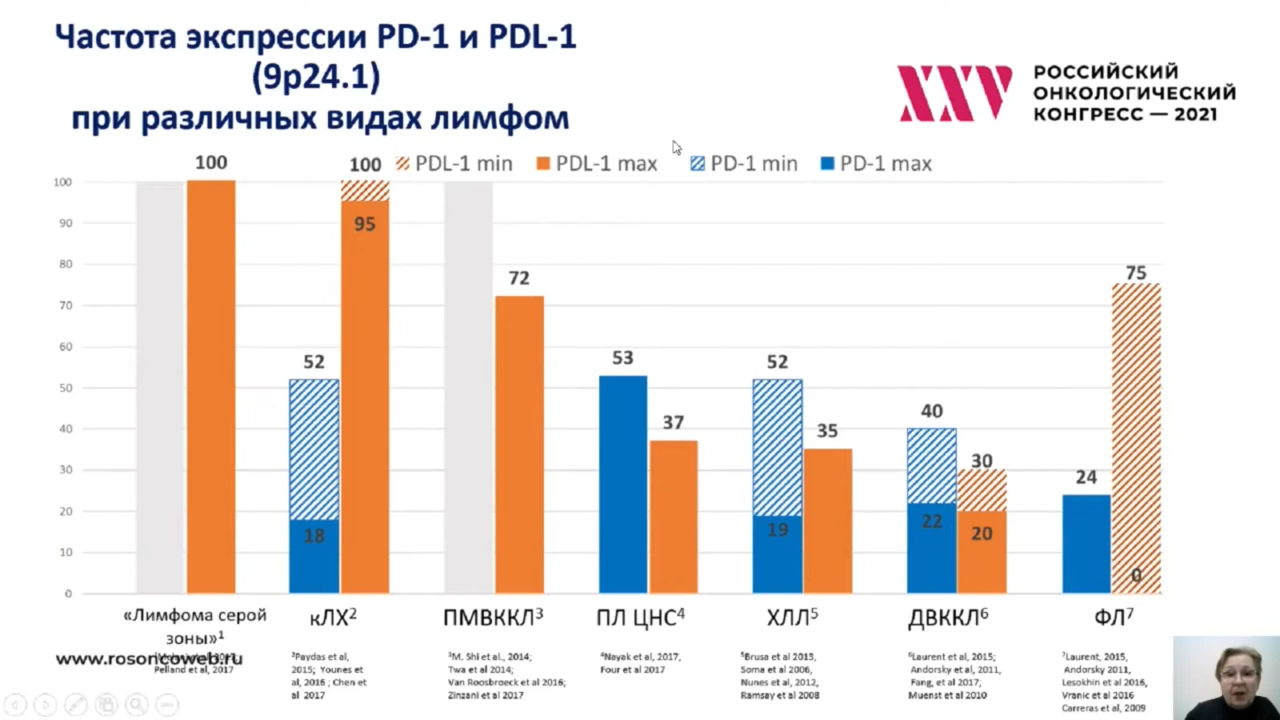 Частота экспрессии PD-1 и PDL-1
(9p24.1)
при различных видах лимфом
XXV
РОССИЙСКИЙ
ОНКОЛОГИЧЕСКИЙ
КОНГРЕСС — 2021
PDL-1 min PDL-1 max PD-1 min PD-1 max
100
90
80
70
60
50
40
30
20
10
0
100
52
18
100
95
72
53
37
52
19
35
40
22
30
20
24
75
0
«Лимфома серой
зоны»1
кЛХ2
ПМВККЛ3
ПЛ ЦНС4
ХЛЛ5
ДВККЛ6
ФЛ7
www.rosoncoweb.ru
Pelland et al, 2017
2Paydas et al,
2015; Younes et
al, 2016 ; Chen et
al 2017
3M. Shi et al., 2014;
Twa et al 2014;
Van Roosbroeck et al 2016;
Zinzani et al 2017
4Nayak et al, 2017,
Four et al 2017
5Brusa et al 2013,
Soma et al 2006,
Nunes et al, 2012,
Ramsay et al 2008
6Laurent et al, 2015;
Andorsky et al, 2011,
Fang, et al 2017;
Muenst et al 2010
7Laurent, 2015,
Andorsky 2011,
Lesokhin et al 2016,
Vranic et al 2016
Carreras et al, 2009